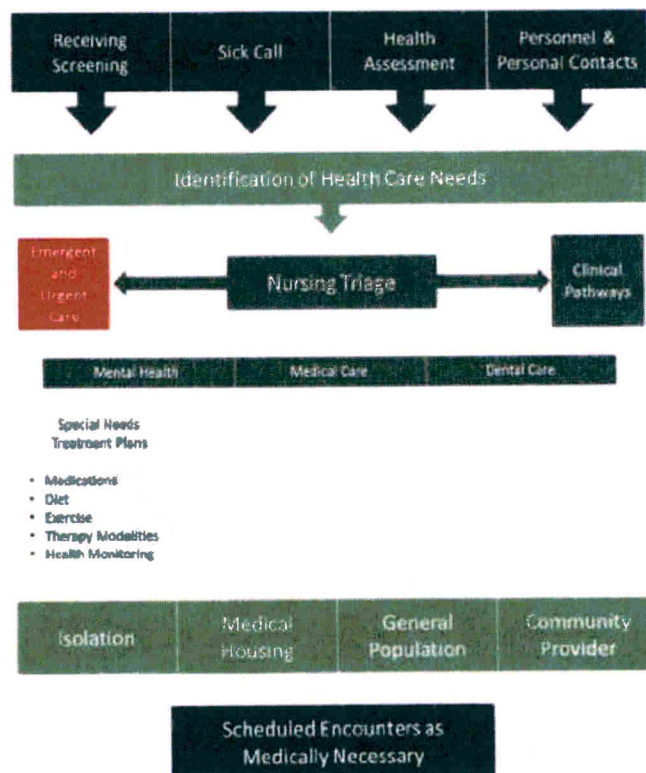 Receiving
Screening
Sick Call
Health
Assessment
Personnel &
Personal Contacts
Identification of Health Care Needs
Emergent
and
Urgent
Care
Nursing Triage
Clinical
Pathways
Mental Health
Medical Care
Dental Care
Special Needs
Treatment Plans
• Medications
• Diet
• Exercise
• Therapy Modalities
• Health Monitoring
Isolation
Medical
Housing
General
Population
Community
Provider
Scheduled Encounters as
Medically Necessary